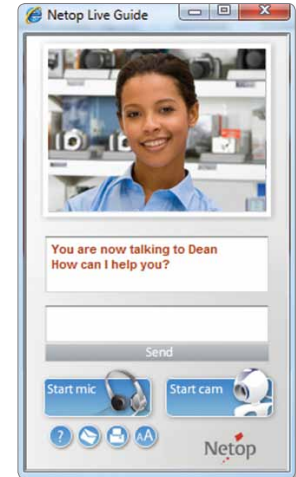 Netop Live Guide
You are now talking to Dean
How can I help you?
Send
Start mic
Start cam
?
AA
Netop